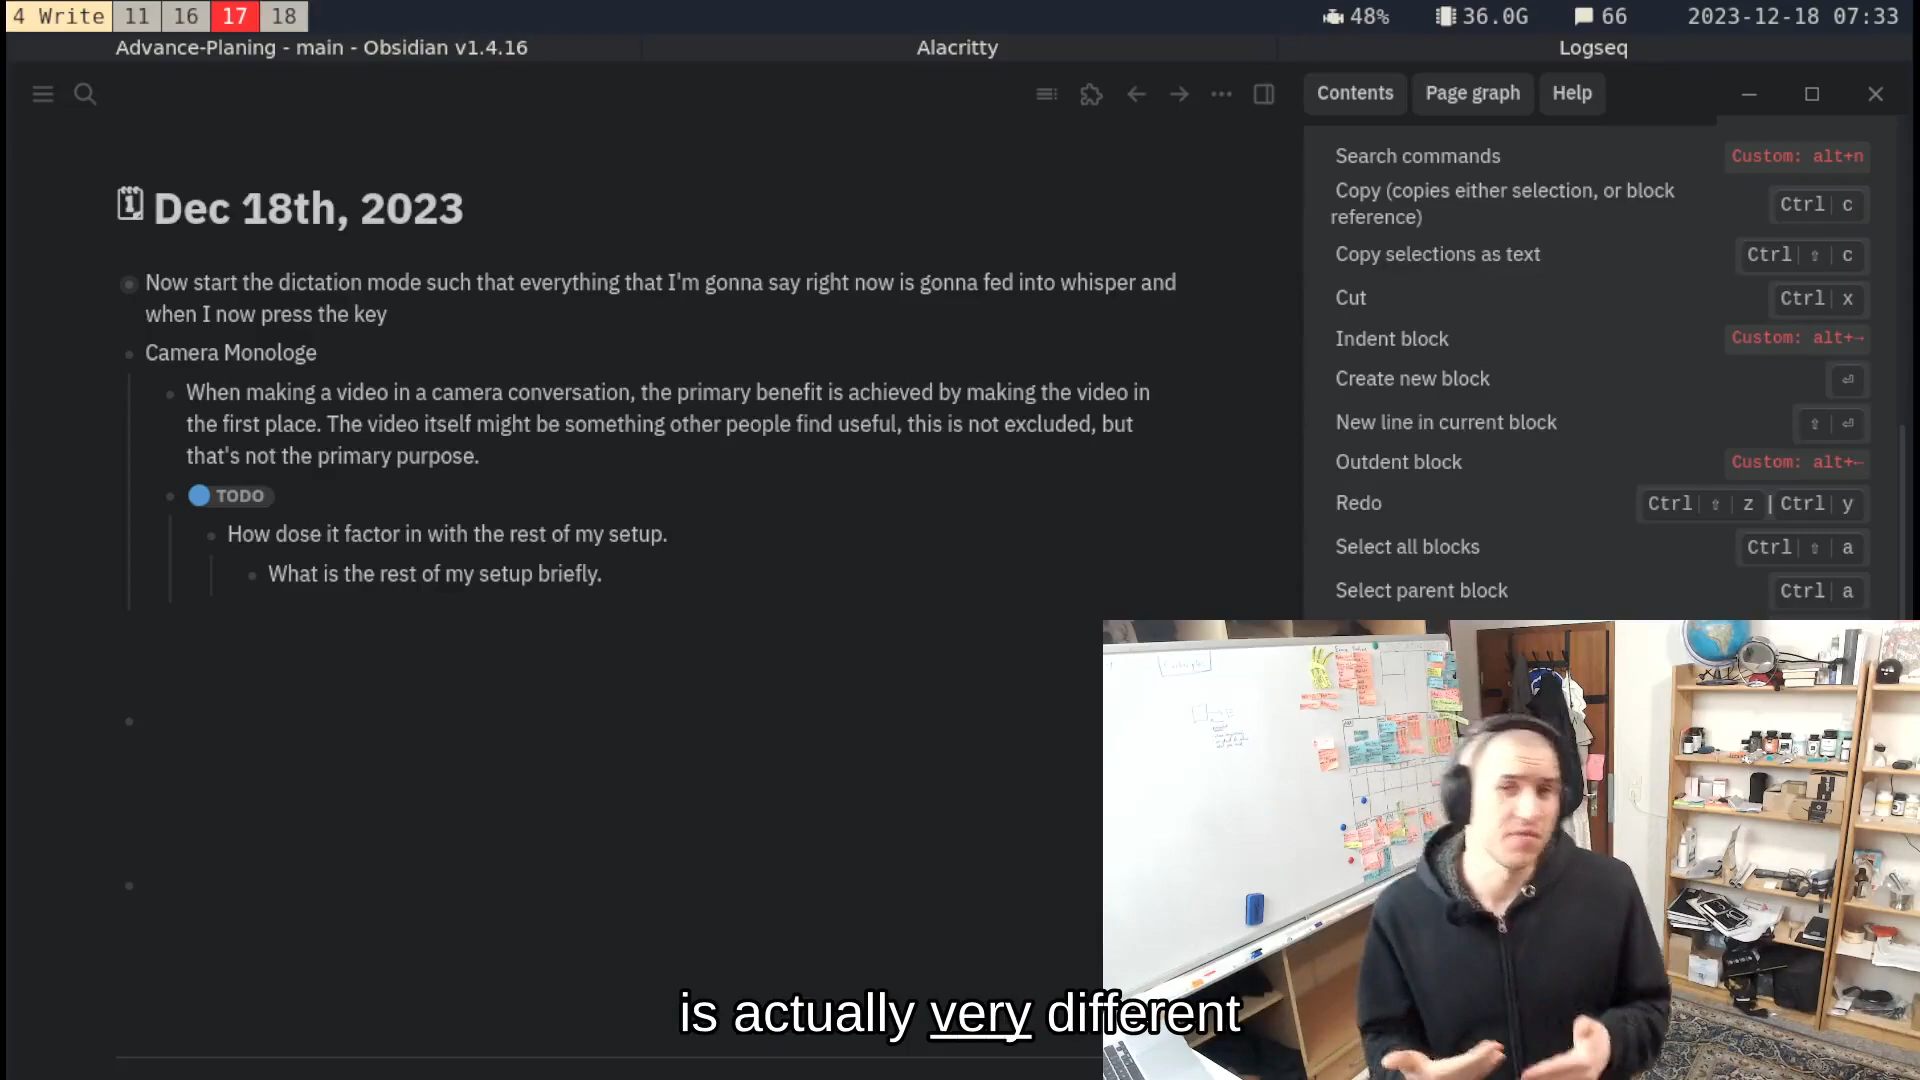 4 Write 11 16 17 18 48% 36.0G 66 2023-12-18 07:33
Advance-Planing - main - Obsidian v1.4.16 Alacritty Logseq
Contents Page graph Help
Dec 18th, 2023
Now start the dictation mode such that everything that I'm gonna say right now is gonna fed into whisper and
when I now press the key
Camera Monologe
When making a video in a camera conversation, the primary benefit is achieved by making the video in
the first place. The video itself might be something other people find useful, this is not excluded, but
that's not the primary purpose.
TODO
How dose it factor in with the rest of my setup.
What is the rest of my setup briefly.
Search commands Custom: alt+n
Copy (copies either selection, or block
reference) Ctrl c
Copy selections as text Ctrl ⇧ c
Cut Ctrl x
Indent block Custom: alt+→
Create new block ⏎
New line in current block ⇧ ⏎
Outdent block Custom: alt+←
Redo Ctrl ⇧ z | Ctrl y
Select all blocks Ctrl ⇧ a
Select parent block Ctrl a
is actually very different